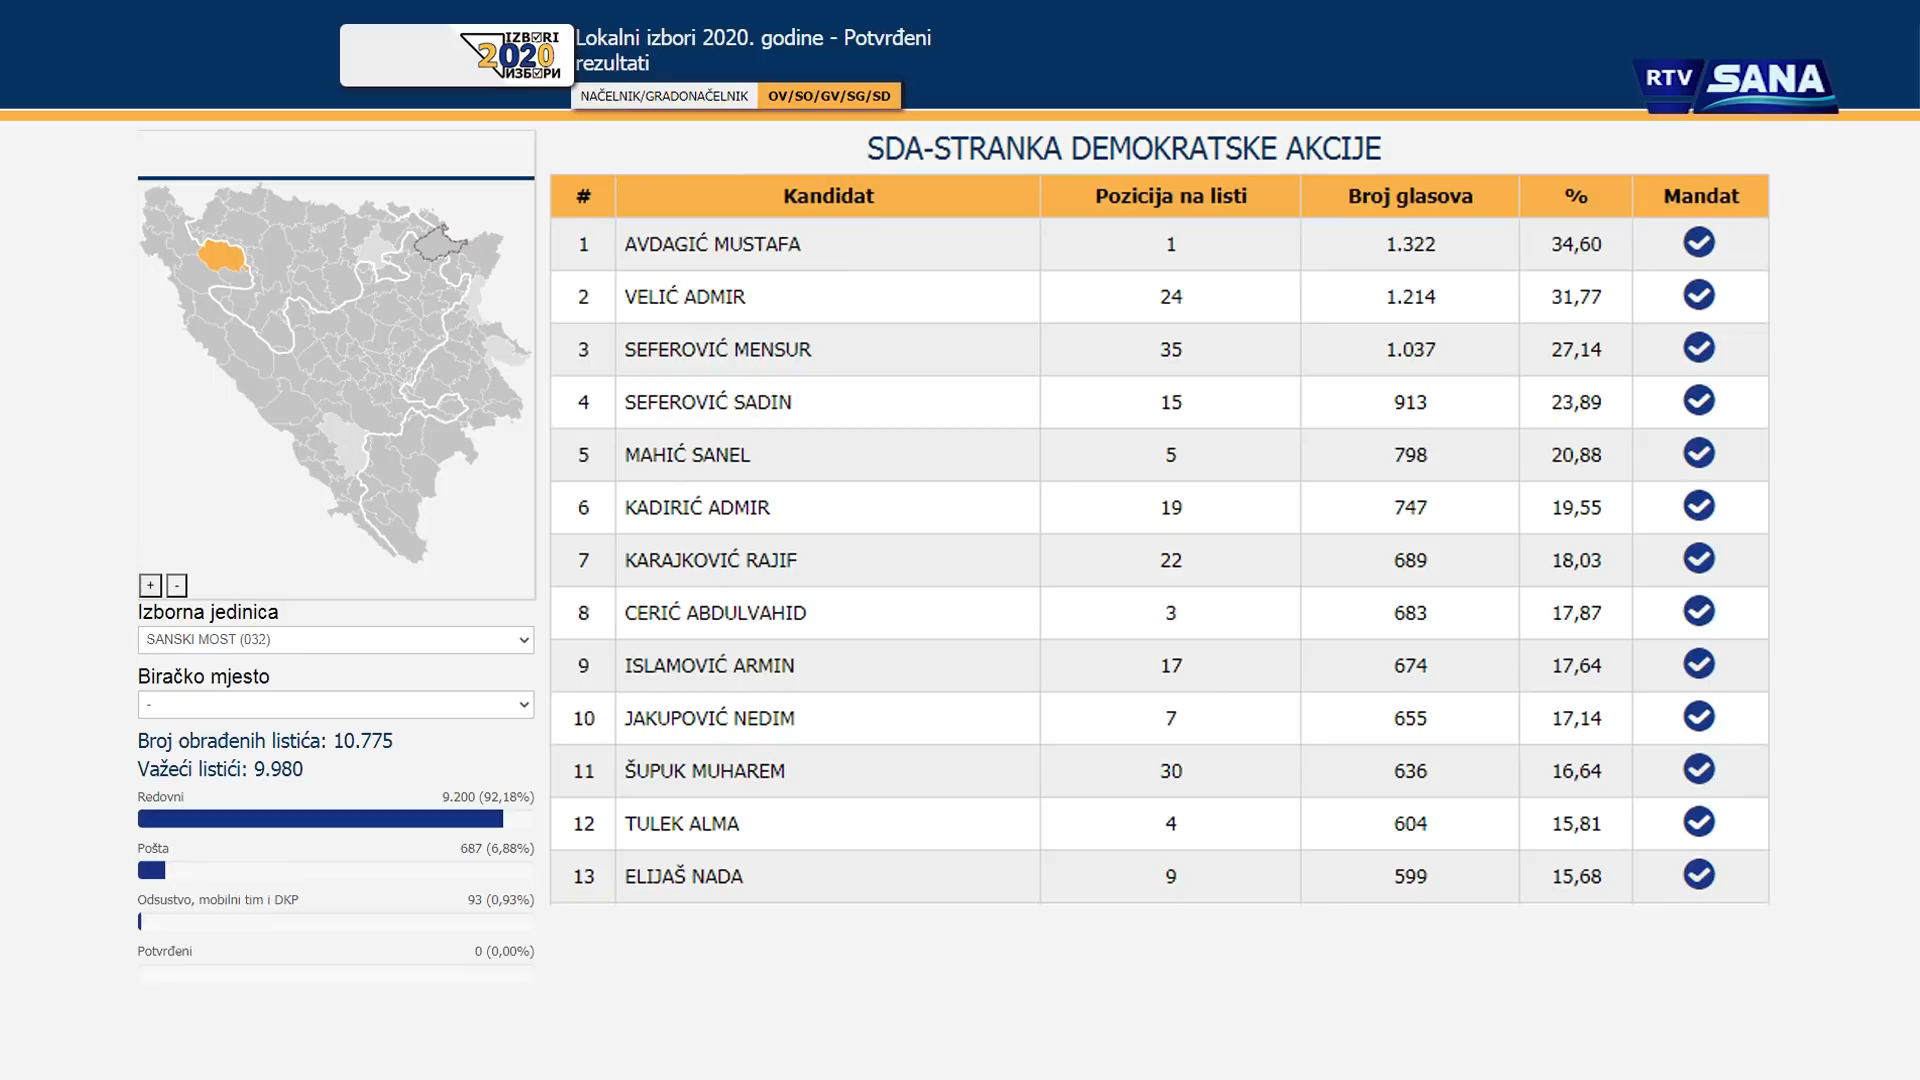 IZBORI
2020
ИЗБОРИ
Lokalni izbori 2020. godine - Potvrđeni
rezultati
NAČELNIK/GRADONAČELNIK OV/SO/GV/SG/SD
RTV SANA
+ -
Izborna jedinica
SANSKI MOST (032)
Biračko mjesto
-
Broj obrađenih listića: 10.775
Važeći listići: 9.980
Redovni 9.200 (92,18%)
Pošta 687 (6,88%)
Odsustvo, mobilni tim i DKP 93 (0,93%)
Potvrđeni 0 (0,00%)
SDA-STRANKA DEMOKRATSKE AKCIJE
# Kandidat Pozicija na listi Broj glasova % Mandat
1 AVDAGIĆ MUSTAFA 1 1.322 34,60
2 VELIĆ ADMIR 24 1.214 31,77
3 SEFEROVIĆ MENSUR 35 1.037 27,14
4 SEFEROVIĆ SADIN 15 913 23,89
5 MAHIĆ SANEL 5 798 20,88
6 KADIRIĆ ADMIR 19 747 19,55
7 KARAJKOVIĆ RAJIF 22 689 18,03
8 CERIĆ ABDULVAHID 3 683 17,87
9 ISLAMOVIĆ ARMIN 17 674 17,64
10 JAKUPOVIĆ NEDIM 7 655 17,14
11 ŠUPUK MUHAREM 30 636 16,64
12 TULEK ALMA 4 604 15,81
13 ELIJAŠ NADA 9 599 15,68